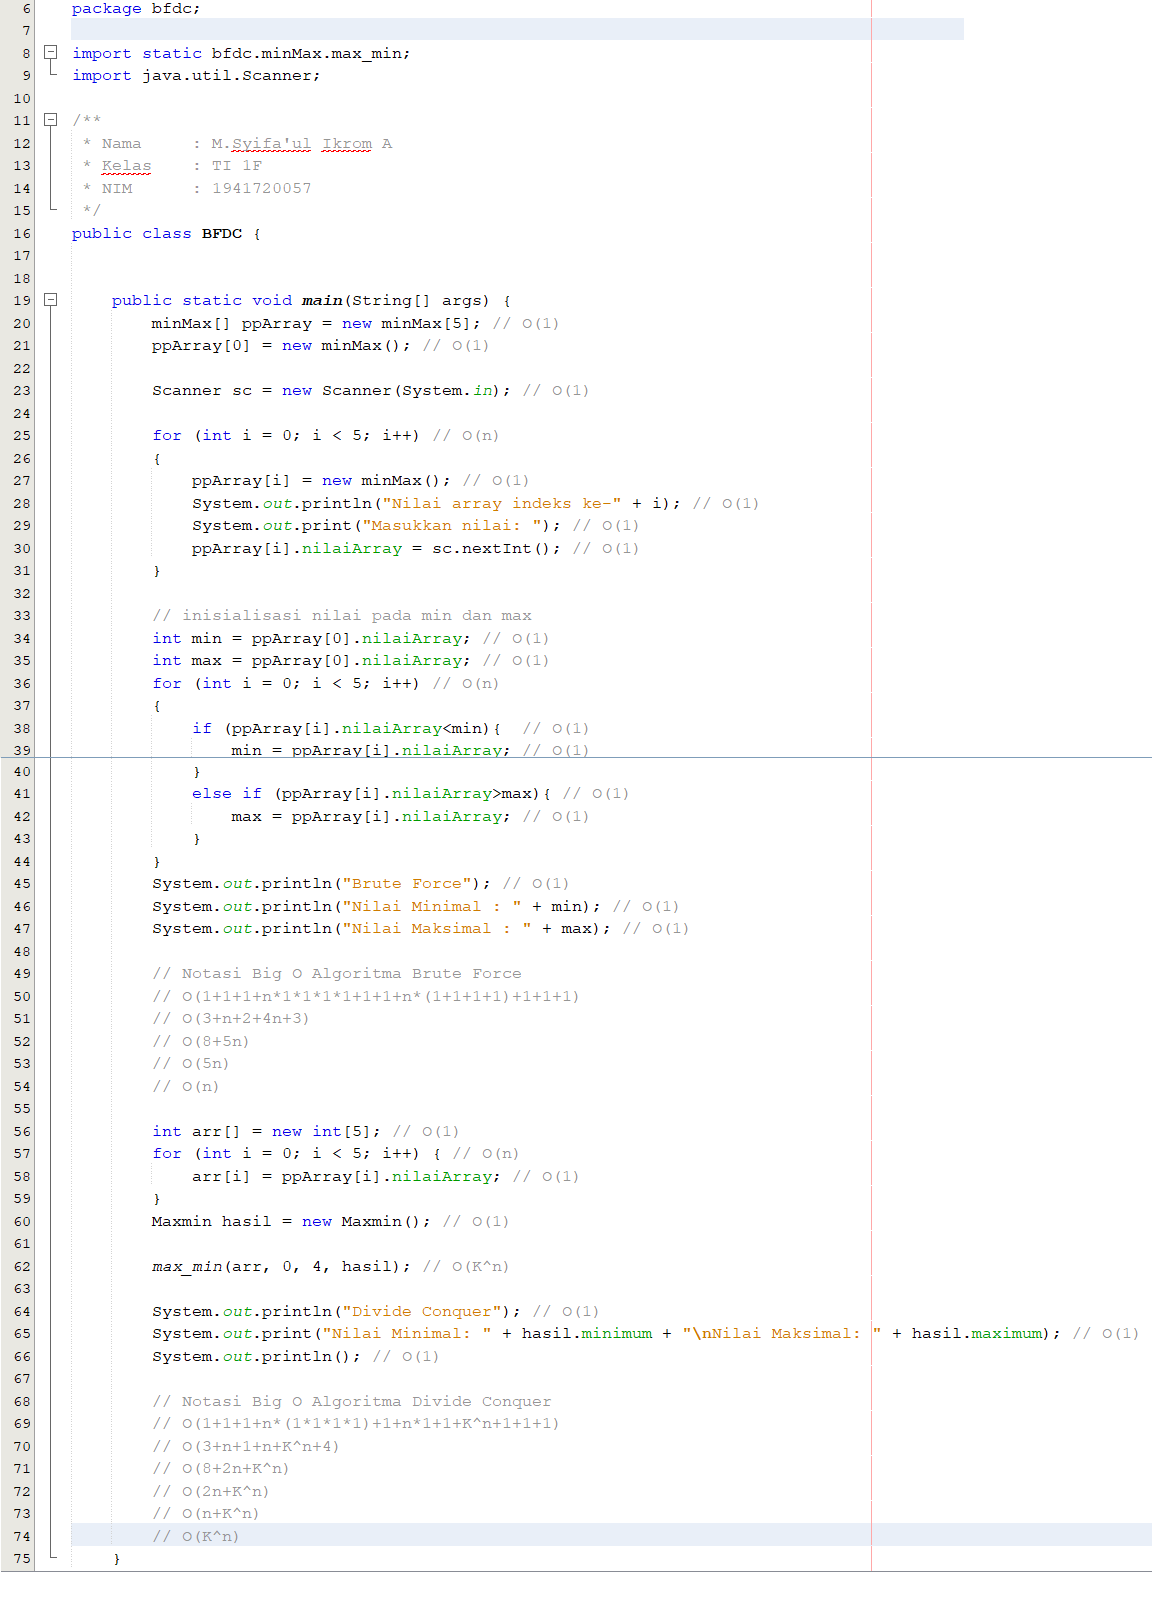 6 package bfdc;
7
8 import static bfdc.minMax.max_min;
9 import java.util.Scanner;
10
11 /**
12  * Nama     : M.Syifa'ul Ikrom A
13  * Kelas    : TI 1F
14  * NIM      : 1941720057
15  */
16 public class BFDC {
17
18
19     public static void main(String[] args) {
20         minMax[] ppArray = new minMax[5]; // O(1)
21         ppArray[0] = new minMax(); // O(1)
22
23         Scanner sc = new Scanner(System.in); // O(1)
24
25         for (int i = 0; i < 5; i++) // O(n)
26         {
27             ppArray[i] = new minMax(); // O(1)
28             System.out.println("Nilai array indeks ke-" + i); // O(1)
29             System.out.print("Masukkan nilai: "); // O(1)
30             ppArray[i].nilaiArray = sc.nextInt(); // O(1)
31         }
32
33         // inisialisasi nilai pada min dan max
34         int min = ppArray[0].nilaiArray; // O(1)
35         int max = ppArray[0].nilaiArray; // O(1)
36         for (int i = 0; i < 5; i++) // O(n)
37         {
38             if (ppArray[i].nilaiArray<min){  // O(1)
39                 min = ppArray[i].nilaiArray; // O(1)
40             }
41             else if (ppArray[i].nilaiArray>max){ // O(1)
42                 max = ppArray[i].nilaiArray; // O(1)
43             }
44         }
45         System.out.println("Brute Force"); // O(1)
46         System.out.println("Nilai Minimal : " + min); // O(1)
47         System.out.println("Nilai Maksimal : " + max); // O(1)
48
49         // Notasi Big O Algoritma Brute Force
50         // O(1+1+1+n*1*1*1*1+1+1+n*(1+1+1+1)+1+1+1)
51         // O(3+n+2+4n+3)
52         // O(8+5n)
53         // O(5n)
54         // O(n)
55
56         int arr[] = new int[5]; // O(1)
57         for (int i = 0; i < 5; i++) { // O(n)
58             arr[i] = ppArray[i].nilaiArray; // O(1)
59         }
60         Maxmin hasil = new Maxmin(); // O(1)
61
62         max_min(arr, 0, 4, hasil); // O(K^n)
63
64         System.out.println("Divide Conquer"); // O(1)
65         System.out.print("Nilai Minimal: " + hasil.minimum + "\nNilai Maksimal: " + hasil.maximum); // O(1)
66         System.out.println(); // O(1)
67
68         // Notasi Big O Algoritma Divide Conquer
69         // O(1+1+1+n*(1*1*1*1)+1+n*1+1+K^n+1+1+1)
70         // O(3+n+1+n+K^n+4)
71         // O(8+2n+K^n)
72         // O(2n+K^n)
73         // O(n+K^n)
74         // O(K^n)
75     }